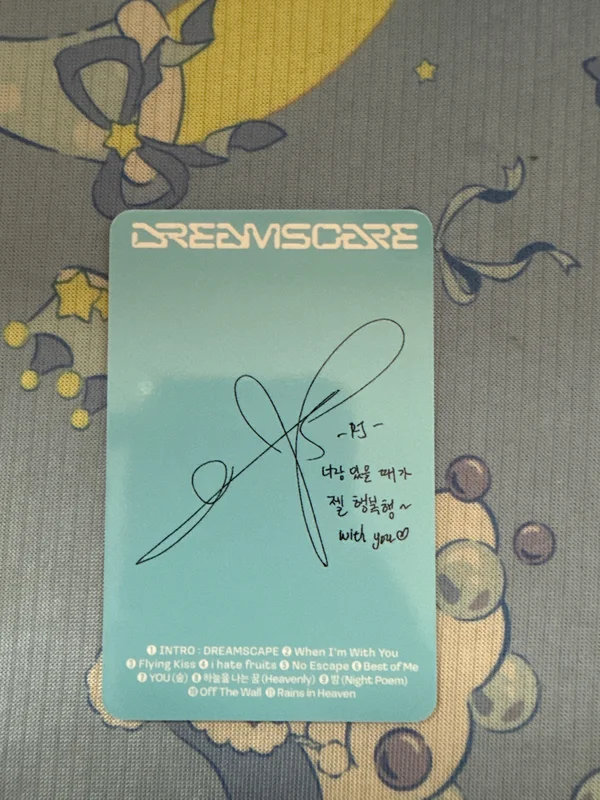 DREAMSCAPE
-PJ-
너랑 있을 때가
젤 행복행~
with you♡
❶ INTRO : DREAMSCAPE ❷ When I'm With You
❸ Flying Kiss ❹ i hate fruits ❺ No Escape ❻ Best of Me
❼ YOU (숲) ❽ 하늘을 나는 꿈 (Heavenly) ❾ 밤 (Night Poem)
❿ Off The Wall ⓫ Rains in Heaven